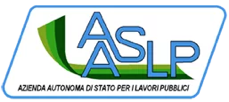 AASLP
AZIENDA AUTONOMA DI STATO PER I LAVORI PUBBLICI